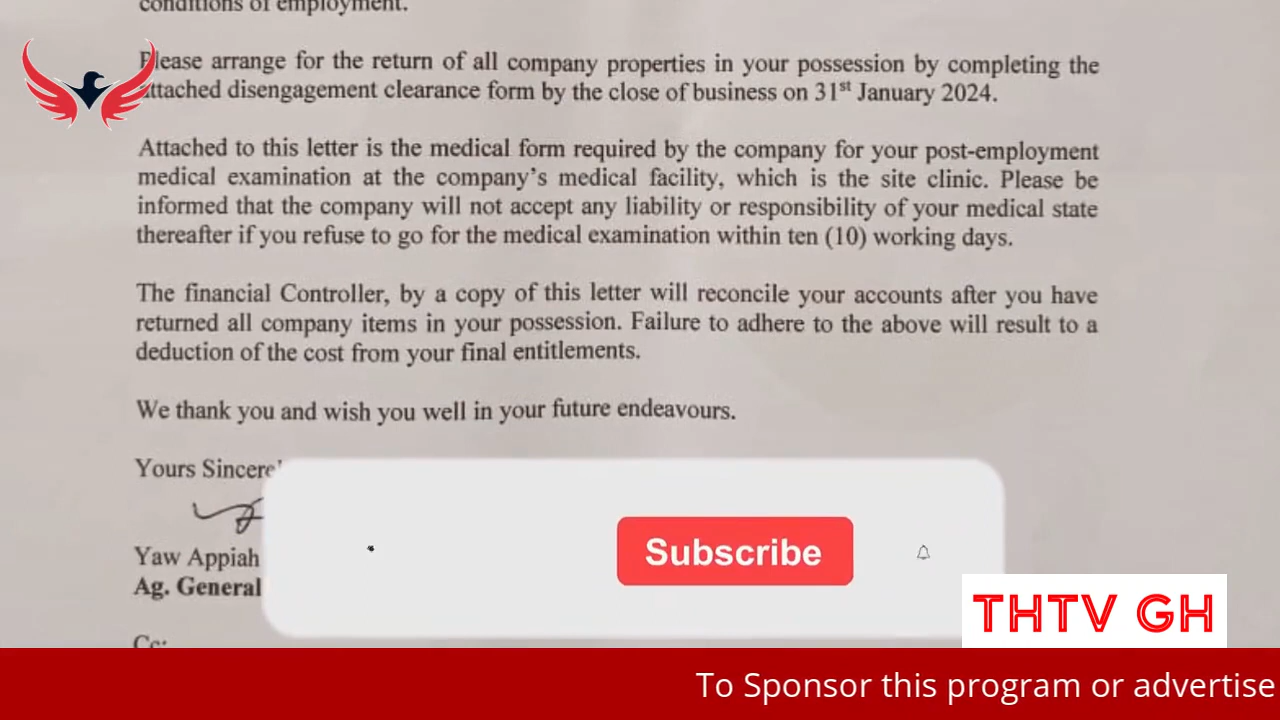 conditions of employment.
Please arrange for the return of all company properties in your possession by completing the
attached disengagement clearance form by the close of business on 31st January 2024.
Attached to this letter is the medical form required by the company for your post-employment
medical examination at the company's medical facility, which is the site clinic. Please be
informed that the company will not accept any liability or responsibility of your medical state
thereafter if you refuse to go for the medical examination within ten (10) working days.
The financial Controller, by a copy of this letter will reconcile your accounts after you have
returned all company items in your possession. Failure to adhere to the above will result to a
deduction of the cost from your final entitlements.
We thank you and wish you well in your future endeavours.
Yours Sincerel
Yaw Appiah
Ag. General
Cc:
Subscribe
THTV GH
To Sponsor this program or advertise